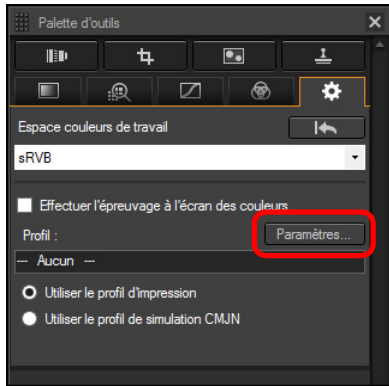 Palette d'outils
Espace couleurs de travail
sRVB
Effectuer l'épreuvage à l'écran des couleurs
Profil :
Paramètres...
--- Aucun ---
Utiliser le profil d'impression
Utiliser le profil de simulation CMJN